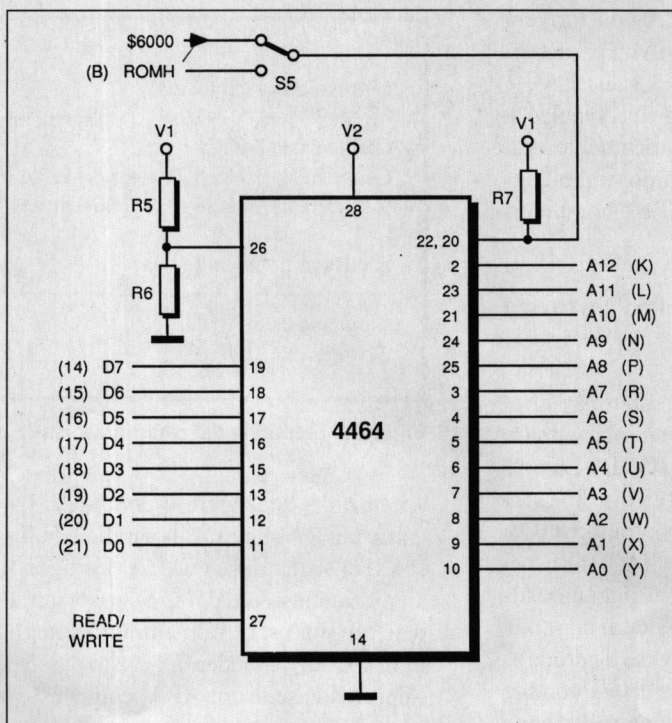 $6000
(B) ROMH
S5
V1
V2
V1
R5
R7
28
26
22, 20
R6
2 A12 (K)
23 A11 (L)
21 A10 (M)
24 A9 (N)
(14) D7 19
25 A8 (P)
(15) D6 18
3 A7 (R)
(16) D5 17
4 A6 (S)
(17) D4 16
4464
5 A5 (T)
(18) D3 15
6 A4 (U)
(19) D2 13
7 A3 (V)
(20) D1 12
8 A2 (W)
(21) D0 11
9 A1 (X)
10 A0 (Y)
READ/
WRITE
27
14